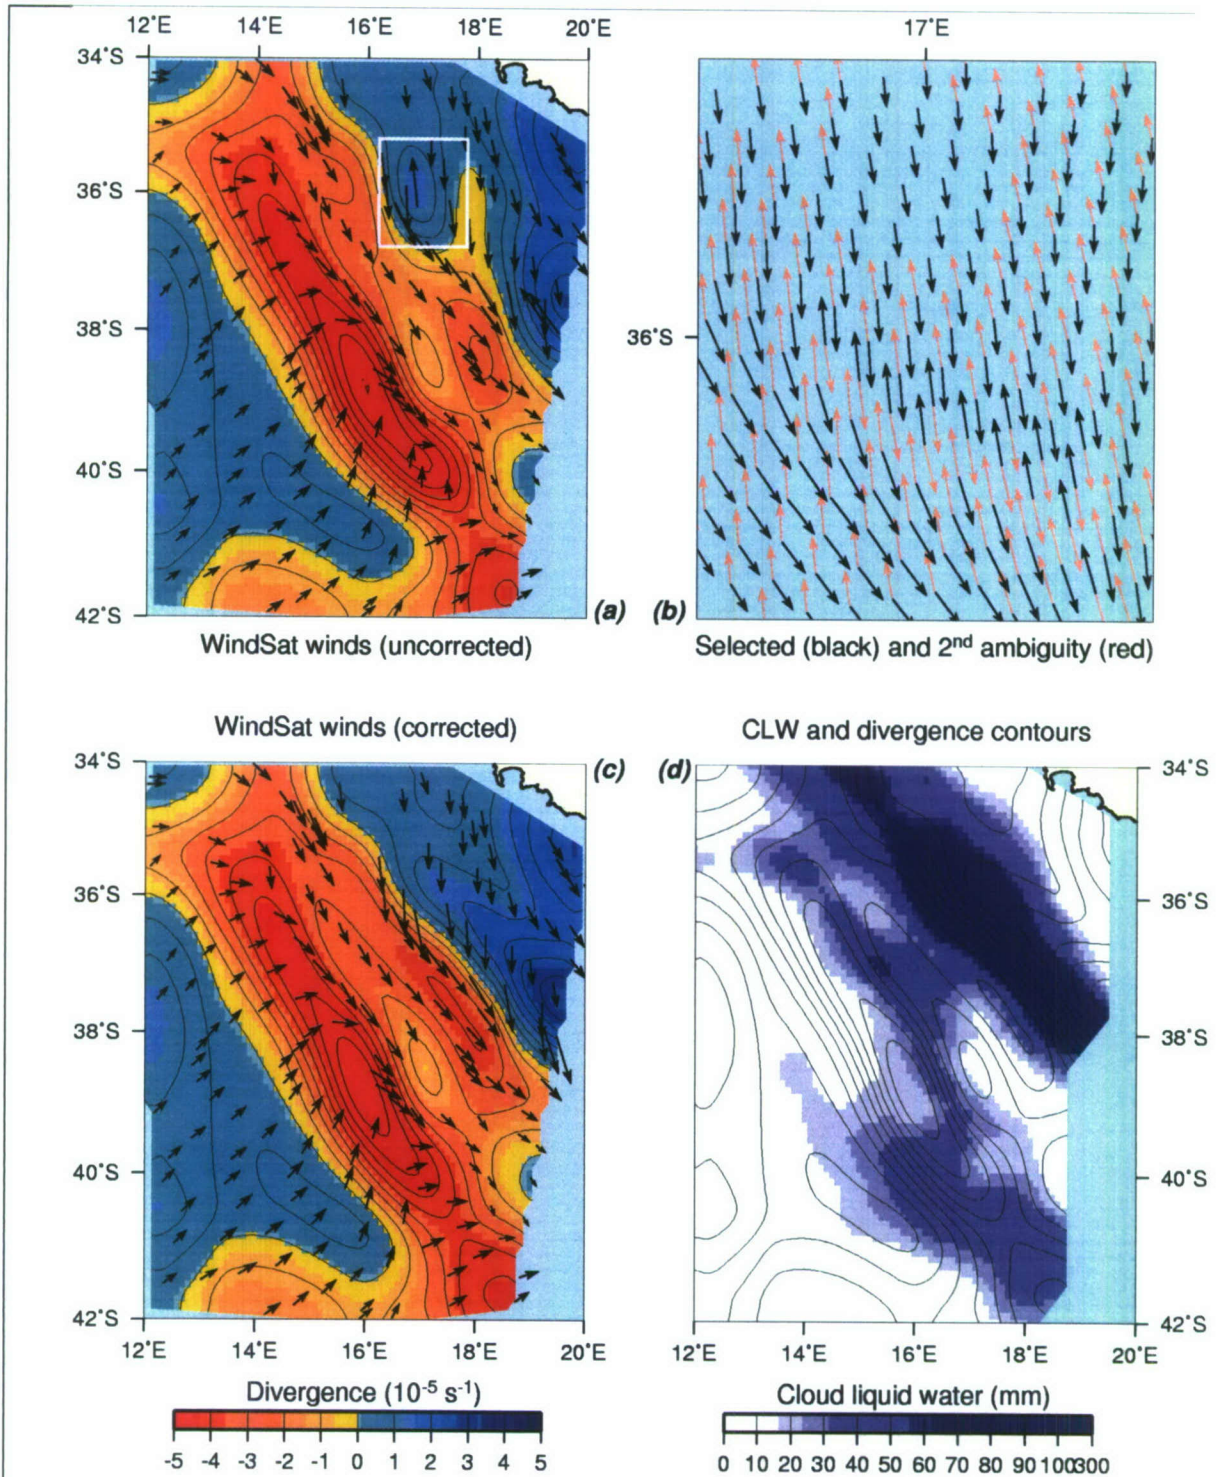 12˚E 14˚E 16˚E 18˚E 20˚E 17˚E
34˚S
36˚S
38˚S
40˚S
42˚S
36˚S
(a) (b)
WindSat winds (uncorrected)
Selected (black) and 2nd ambiguity (red)
WindSat winds (corrected)
CLW and divergence contours
(c) (d)
34˚S
36˚S
38˚S
40˚S
42˚S
34˚S
36˚S
38˚S
40˚S
42˚S
12˚E 14˚E 16˚E 18˚E 20˚E
12˚E 14˚E 16˚E 18˚E 20˚E
Divergence (10-5 s-1)
-5 -4 -3 -2 -1 0 1 2 3 4 5
Cloud liquid water (mm)
0 10 20 30 40 50 60 70 80 90 100300